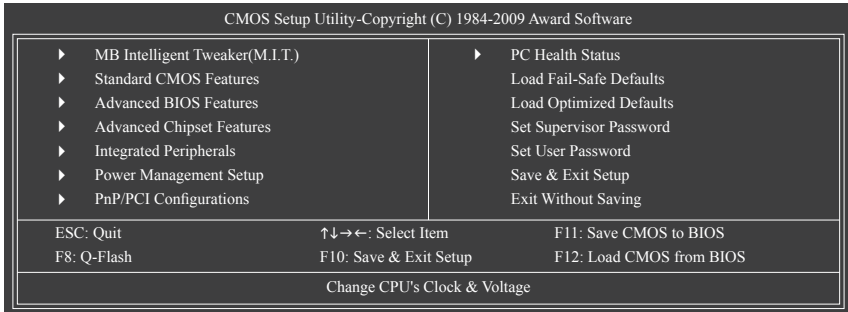 CMOS Setup Utility-Copyright (C) 1984-2009 Award Software
MB Intelligent Tweaker(M.I.T.)
Standard CMOS Features
Advanced BIOS Features
Advanced Chipset Features
Integrated Peripherals
Power Management Setup
PnP/PCI Configurations
PC Health Status
Load Fail-Safe Defaults
Load Optimized Defaults
Set Supervisor Password
Set User Password
Save & Exit Setup
Exit Without Saving
ESC: Quit ↑↓→←: Select Item F11: Save CMOS to BIOS
F8: Q-Flash F10: Save & Exit Setup F12: Load CMOS from BIOS
Change CPU's Clock & Voltage